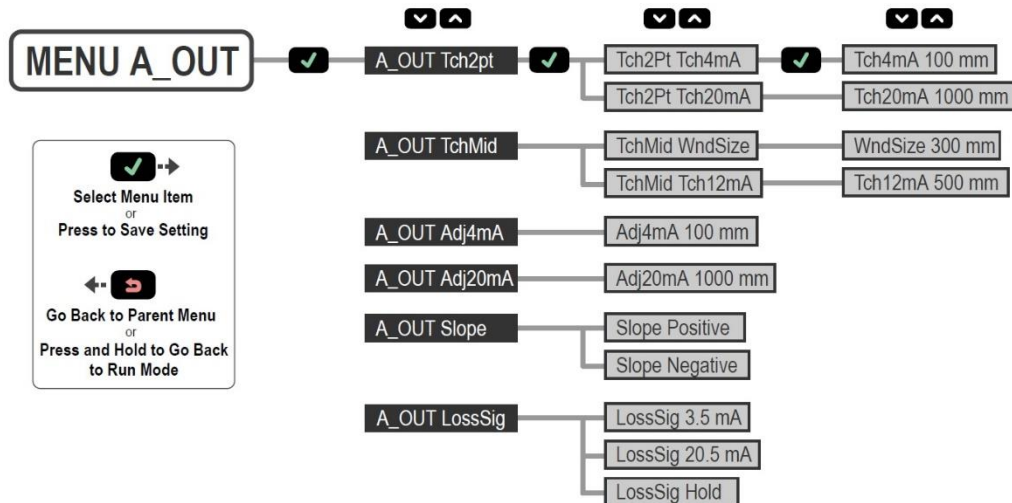 MENU A_OUT
A_OUT Tch2pt
Tch2Pt Tch4mA
Tch4mA 100 mm
Tch2Pt Tch20mA
Tch20mA 1000 mm
A_OUT TchMid
TchMid WndSize
WndSize 300 mm
TchMid Tch12mA
Tch12mA 500 mm
A_OUT Adj4mA
Adj4mA 100 mm
A_OUT Adj20mA
Adj20mA 1000 mm
A_OUT Slope
Slope Positive
Slope Negative
A_OUT LossSig
LossSig 3.5 mA
LossSig 20.5 mA
LossSig Hold
Select Menu Item
or
Press to Save Setting
Go Back to Parent Menu
or
Press and Hold to Go Back
to Run Mode